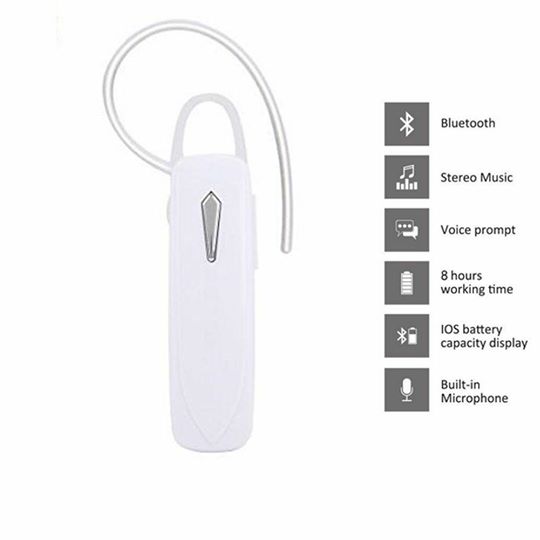 Bluetooth
Stereo Music
Voice prompt
8 hours
working time
IOS battery
capacity display
Built-in
Microphone